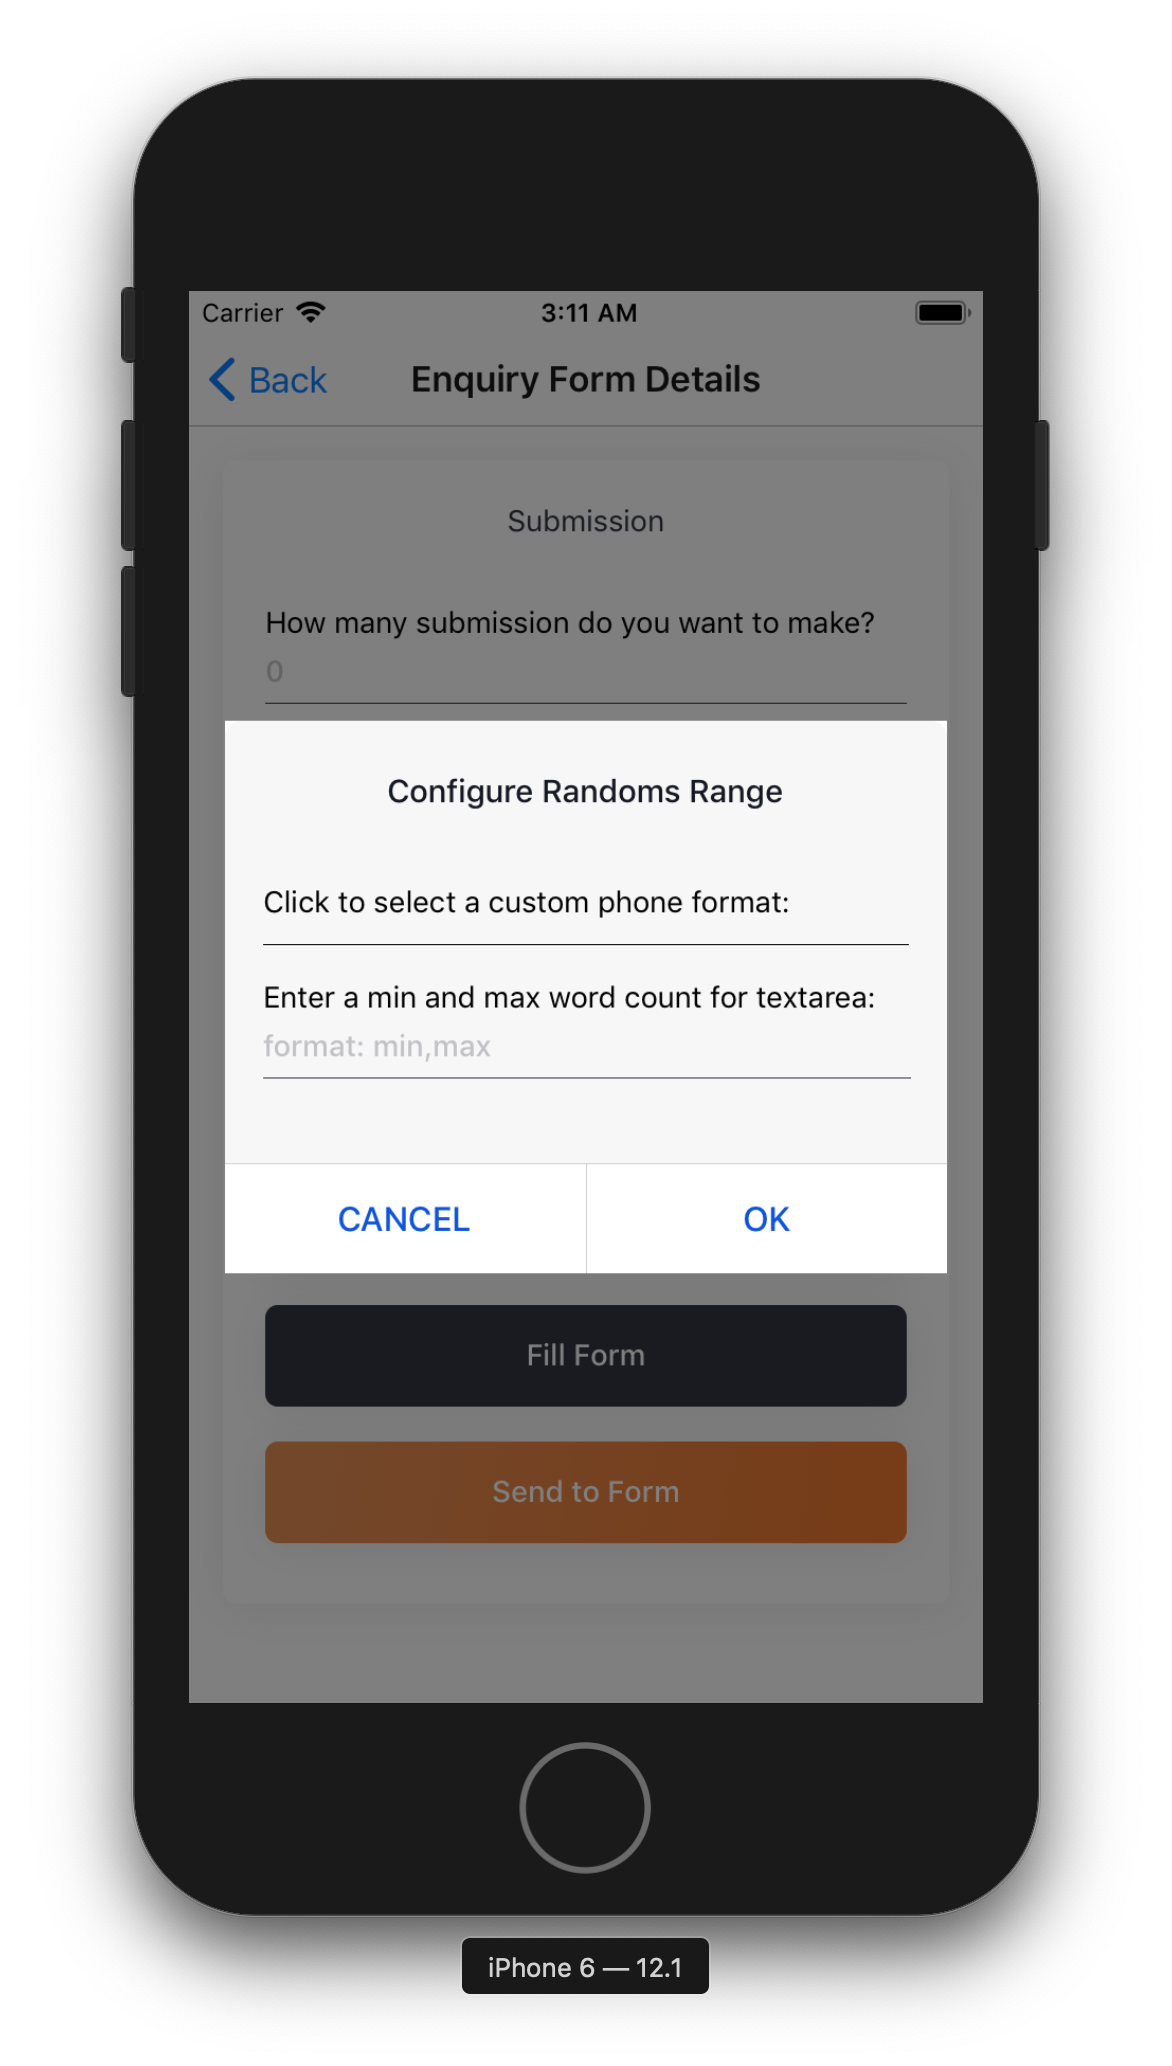 Carrier 3:11 AM
Back Enquiry Form Details
Submission
How many submission do you want to make?
0
Configure Randoms Range
Click to select a custom phone format:
Enter a min and max word count for textarea:
format: min,max
CANCEL OK
Fill Form
Send to Form
iPhone 6 — 12.1